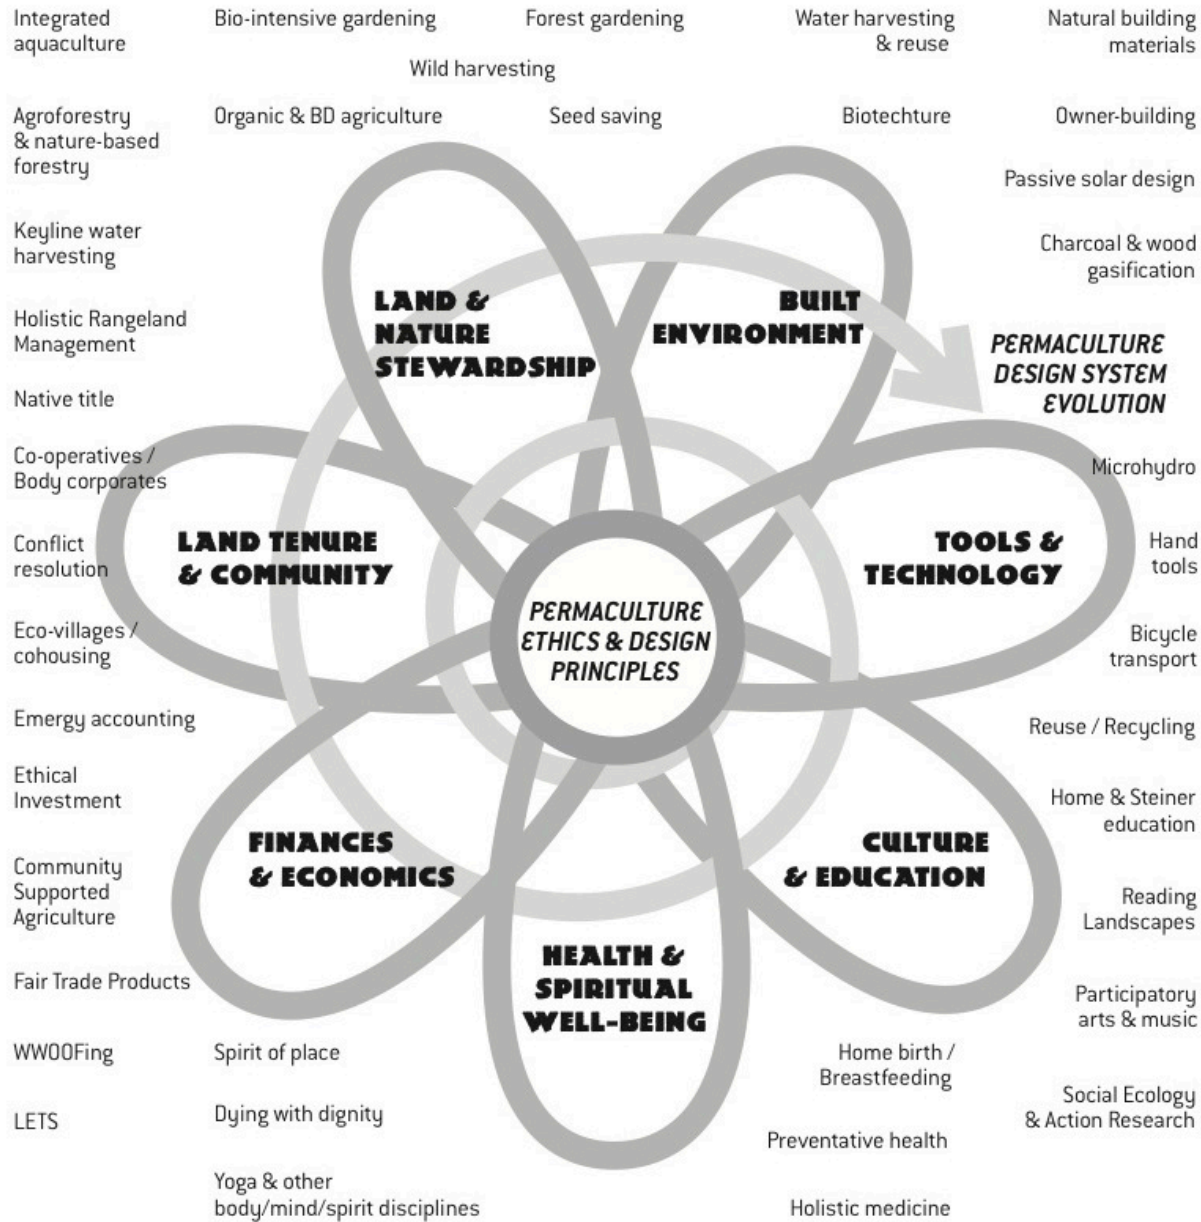 Integrated
aquaculture
Bio-intensive gardening
Forest gardening
Water harvesting
& reuse
Natural building
materials
Wild harvesting
Agroforestry
& nature-based
forestry
Organic & BD agriculture
Seed saving
Biotechture
Owner-building
Passive solar design
Keyline water
harvesting
Charcoal & wood
gasification
Holistic Rangeland
Management
LAND &
NATURE
STEWARDSHIP
BUILT
ENVIRONMENT
PERMACULTURE
DESIGN SYSTEM
EVOLUTION
Native title
Co-operatives /
Body corporates
Microhydro
Conflict
resolution
LAND TENURE
& COMMUNITY
TOOLS &
TECHNOLOGY
Hand
tools
PERMACULTURE
ETHICS & DESIGN
PRINCIPLES
Eco-villages /
cohousing
Bicycle
transport
Emergy accounting
Reuse / Recycling
Ethical
Investment
Home & Steiner
education
FINANCES
& ECONOMICS
CULTURE
& EDUCATION
Community
Supported
Agriculture
Reading
Landscapes
HEALTH &
SPIRITUAL
WELL-BEING
Fair Trade Products
Participatory
arts & music
WWOOFing
Spirit of place
Home birth /
Breastfeeding
LETS
Dying with dignity
Social Ecology
& Action Research
Preventative health
Yoga & other
body/mind/spirit disciplines
Holistic medicine